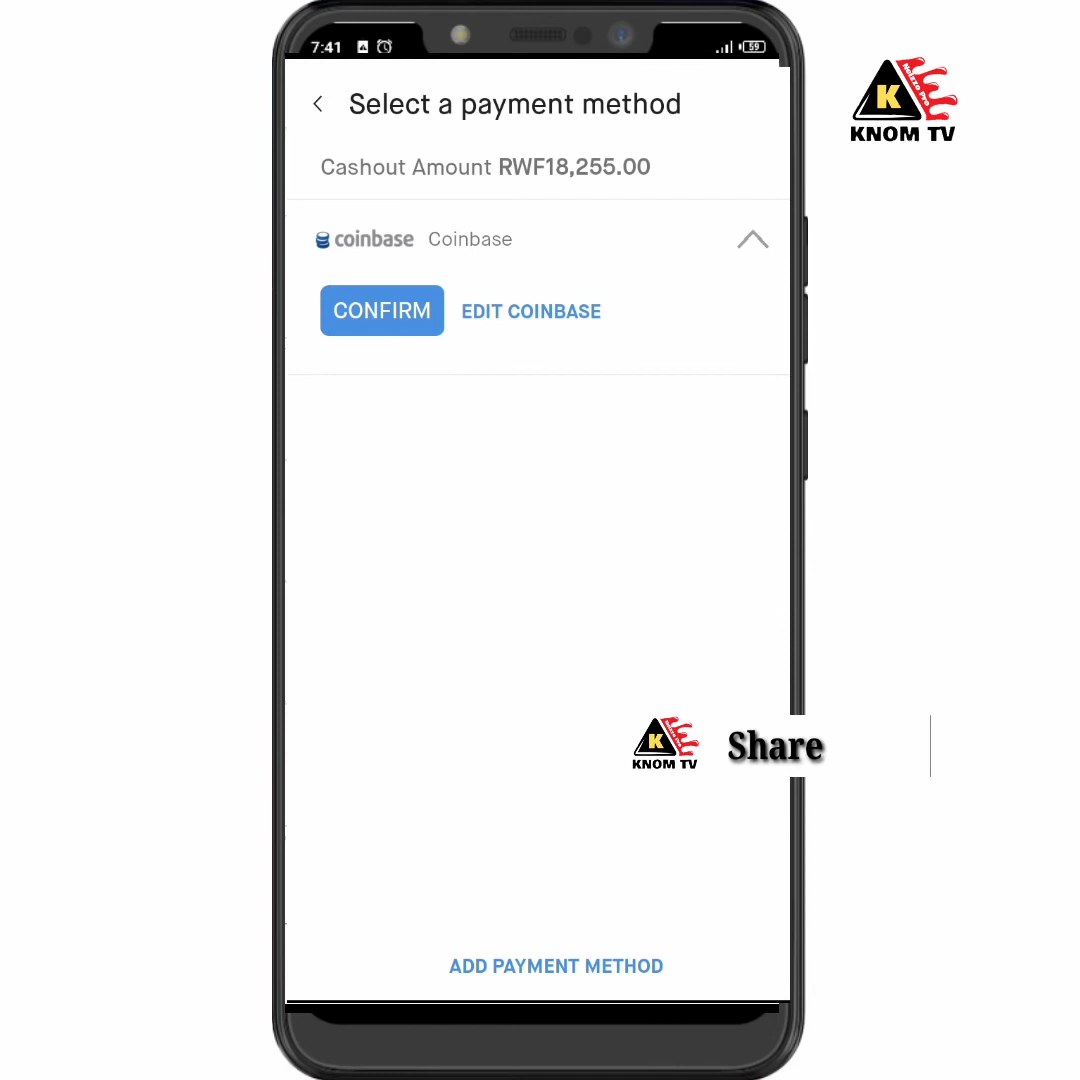 7:41
59
Select a payment method
Cashout Amount RWF18,255.00
coinbase Coinbase
CONFIRM EDIT COINBASE
ADD PAYMENT METHOD
K
KNOM TV
K
KNOM TV
Share